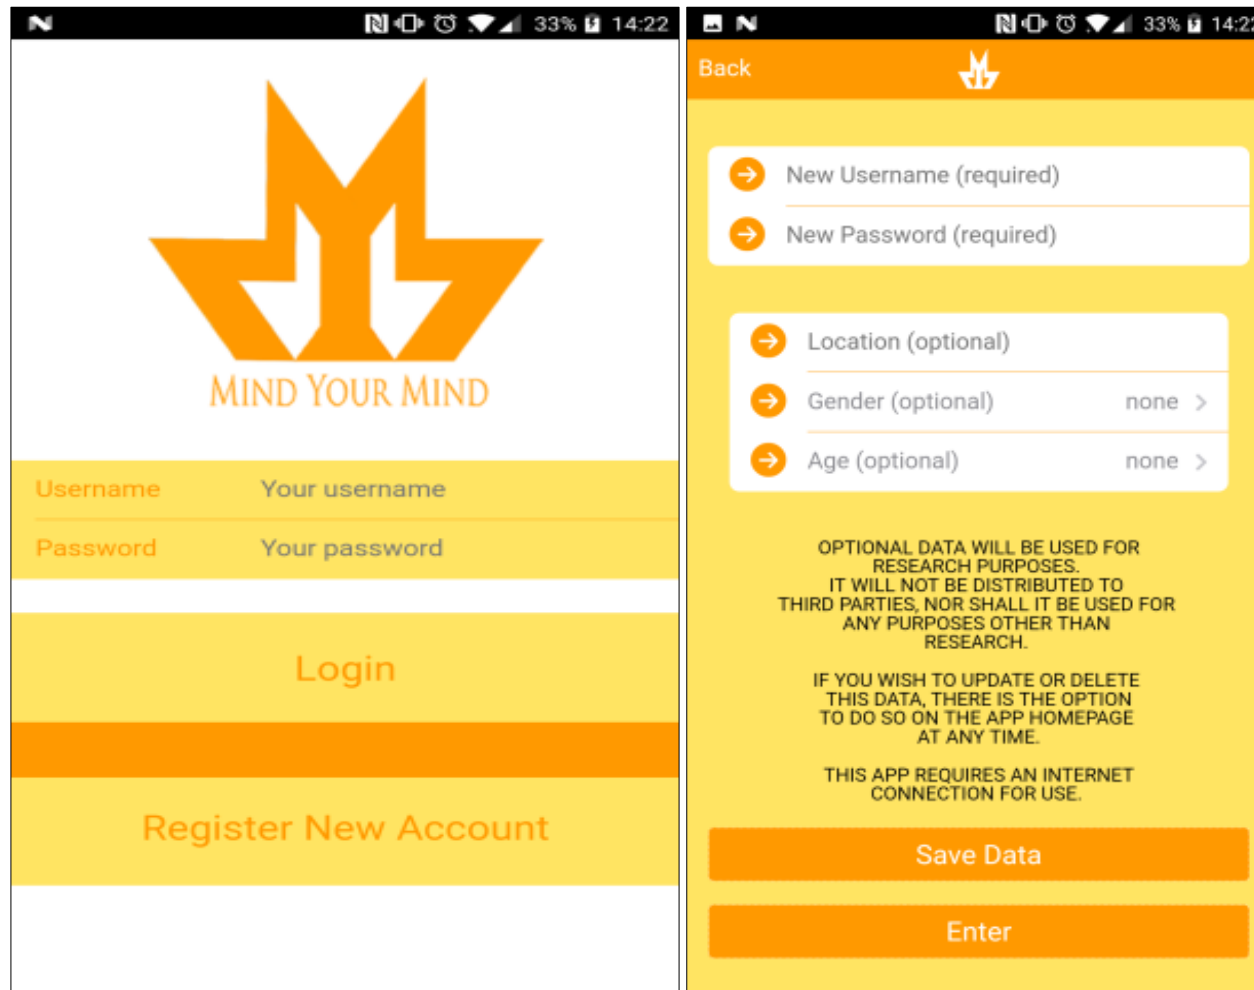 33% 14:22
MIND YOUR MIND
Username Your username
Password Your password
Login
Register New Account
33% 14:22
Back
New Username (required)
New Password (required)
Location (optional)
Gender (optional) none
Age (optional) none
OPTIONAL DATA WILL BE USED FOR
RESEARCH PURPOSES.
IT WILL NOT BE DISTRIBUTED TO
THIRD PARTIES, NOR SHALL IT BE USED FOR
ANY PURPOSES OTHER THAN
RESEARCH.
IF YOU WISH TO UPDATE OR DELETE
THIS DATA, THERE IS THE OPTION
TO DO SO ON THE APP HOMEPAGE
AT ANY TIME.
THIS APP REQUIRES AN INTERNET
CONNECTION FOR USE.
Save Data
Enter